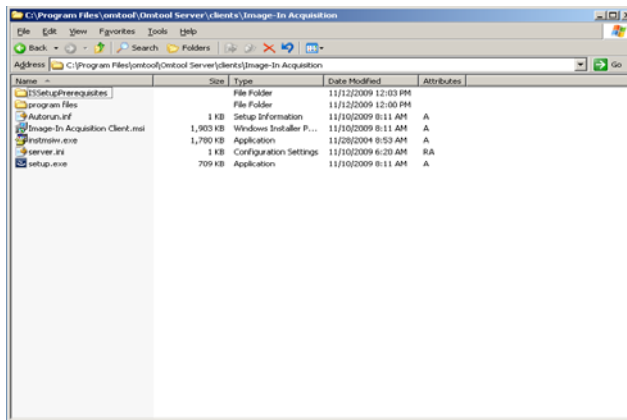 C:\Program Files\omtool\Omtool Server\clients\Image-In Acquisition
File Edit View Favorites Tools Help
Back Search Folders
Address C:\Program Files\omtool\Omtool Server\clients\Image-In Acquisition Go
Name Size Type Date Modified Attributes
ISSetupPrerequisites File Folder 11/12/2009 12:03 PM
program files File Folder 11/12/2009 12:00 PM
Autorun.inf 1 KB Setup Information 11/10/2009 8:11 AM A
Image-In Acquisition Client.msi 1,903 KB Windows Installer P... 11/10/2009 8:11 AM A
instmsiw.exe 1,780 KB Application 11/28/2004 8:53 AM A
server.ini 1 KB Configuration Settings 11/10/2009 6:20 AM RA
setup.exe 709 KB Application 11/10/2009 8:11 AM A